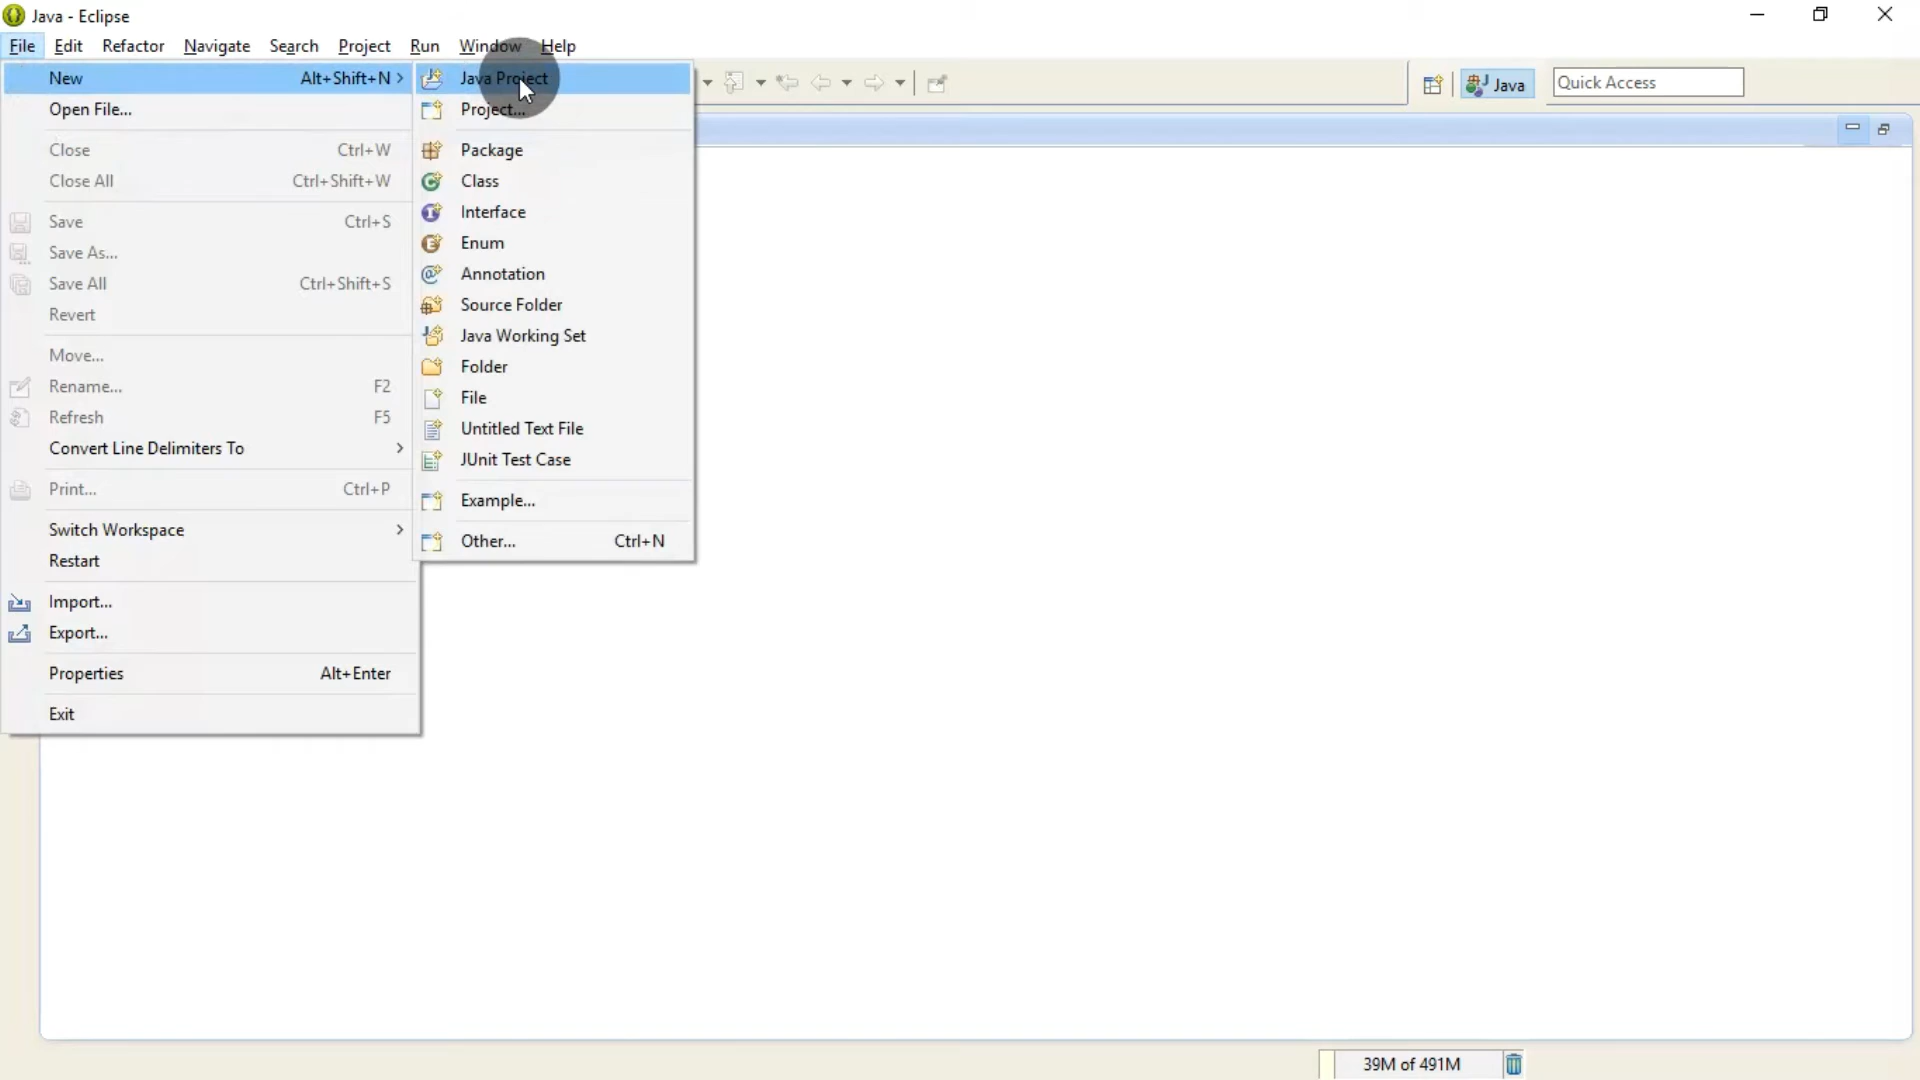 Java - Eclipse
File Edit Refactor Navigate Search Project Run Window Help
New Alt+Shift+N
Open File...
Close Ctrl+W
Close All Ctrl+Shift+W
Save Ctrl+S
Save As...
Save All Ctrl+Shift+S
Revert
Move...
Rename... F2
Refresh F5
Convert Line Delimiters To
Print... Ctrl+P
Switch Workspace
Restart
Import...
Export...
Properties Alt+Enter
Exit
Java Project
Project...
Package
Class
Interface
Enum
Annotation
Source Folder
Java Working Set
Folder
File
Untitled Text File
JUnit Test Case
Example...
Other... Ctrl+N
Java
Quick Access
39M of 491M